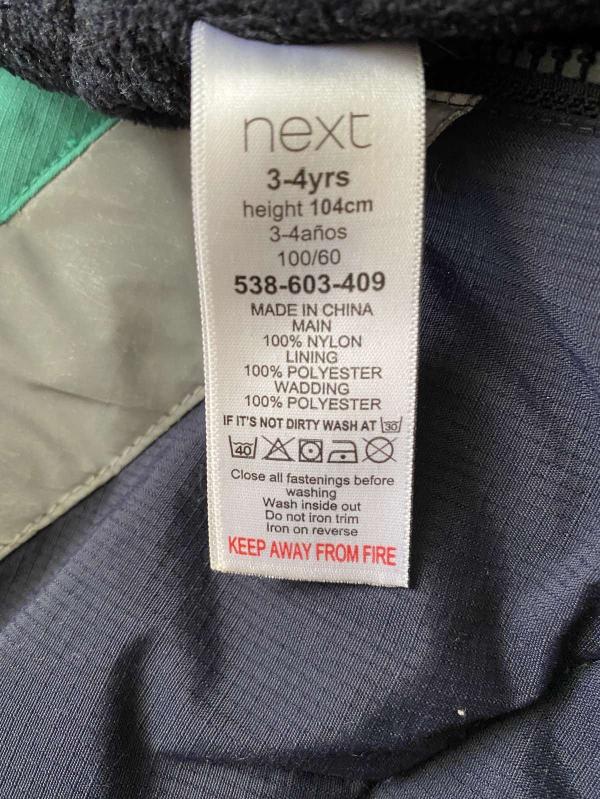 next
3-4yrs
height 104cm
3-4años
100/60
538-603-409
MADE IN CHINA
MAIN
100% NYLON
LINING
100% POLYESTER
WADDING
100% POLYESTER
IF IT'S NOT DIRTY WASH AT 30
40
Close all fastenings before
washing
Wash inside out
Do not iron trim
Iron on reverse
KEEP AWAY FROM FIRE